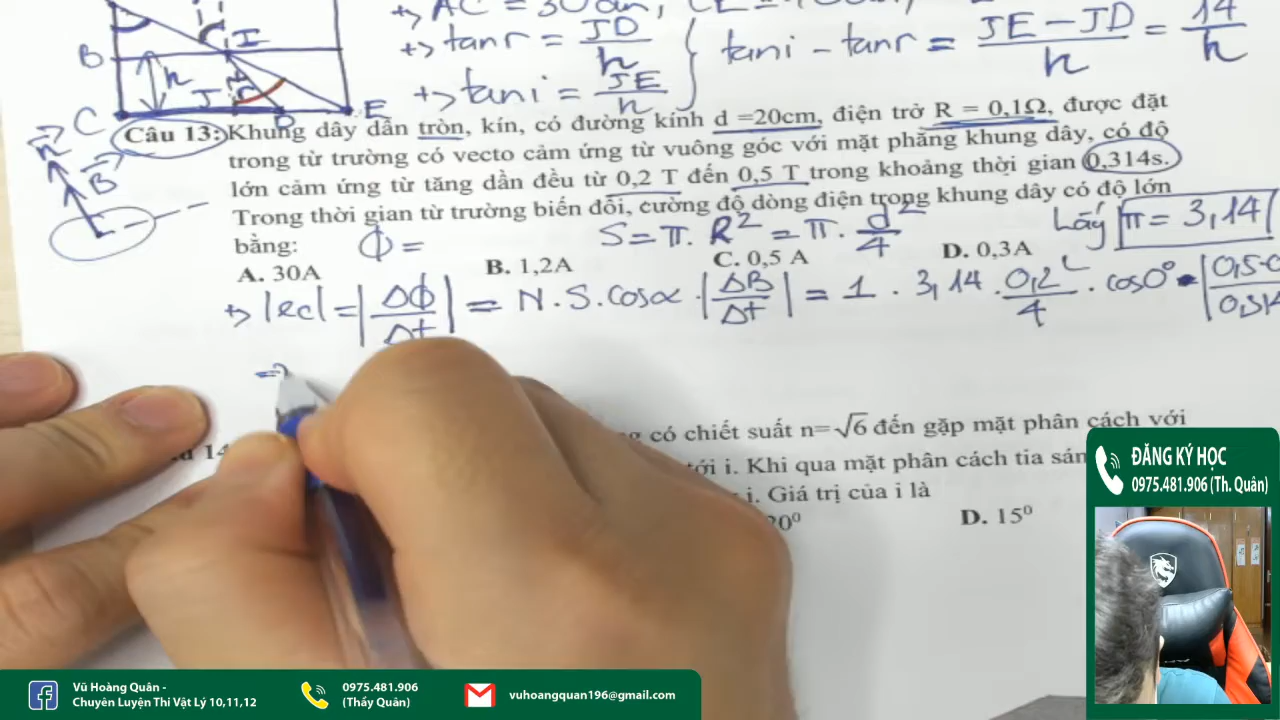 +> AC = 30cm,
+> tanr = JD/h
+> tani = JE/h
tani - tanr = (JE - JD)/h = 14/h
B
h
I
J
r
C
D
E
n
B
Câu 13: Khung dây dẫn tròn, kín, có đường kính d =20cm, điện trở R = 0,1Ω, được đặt
trong từ trường có vecto cảm ứng từ vuông góc với mặt phẳng khung dây, có độ
lớn cảm ứng từ tăng dần đều từ 0,2 T đến 0,5 T trong khoảng thời gian 0,314s.
Trong thời gian từ trường biến đổi, cường độ dòng điện trong khung dây có độ lớn
bằng:
Φ =
S = π. R² = π. d²/4
Lấy π = 3,14
A. 30A
B. 1,2A
C. 0,5 A
D. 0,3A
+> |ec| = |ΔΦ/Δt| = N.S.cosα.|ΔB/Δt| = 1. 3,14. 0,2²/4. cos0°.|0,5-0
0,31
=>
14
có chiết suất n=√6 đến gặp mặt phân cách với
tới i. Khi qua mặt phân cách tia sán
i. Giá trị của i là
D. 15⁰
ĐĂNG KÝ HỌC
0975.481.906 (Th. Quân)
Vũ Hoàng Quân -
Chuyên Luyện Thi Vật Lý 10,11,12
0975.481.906
(Thầy Quân)
vuhoangquan196@gmail.com